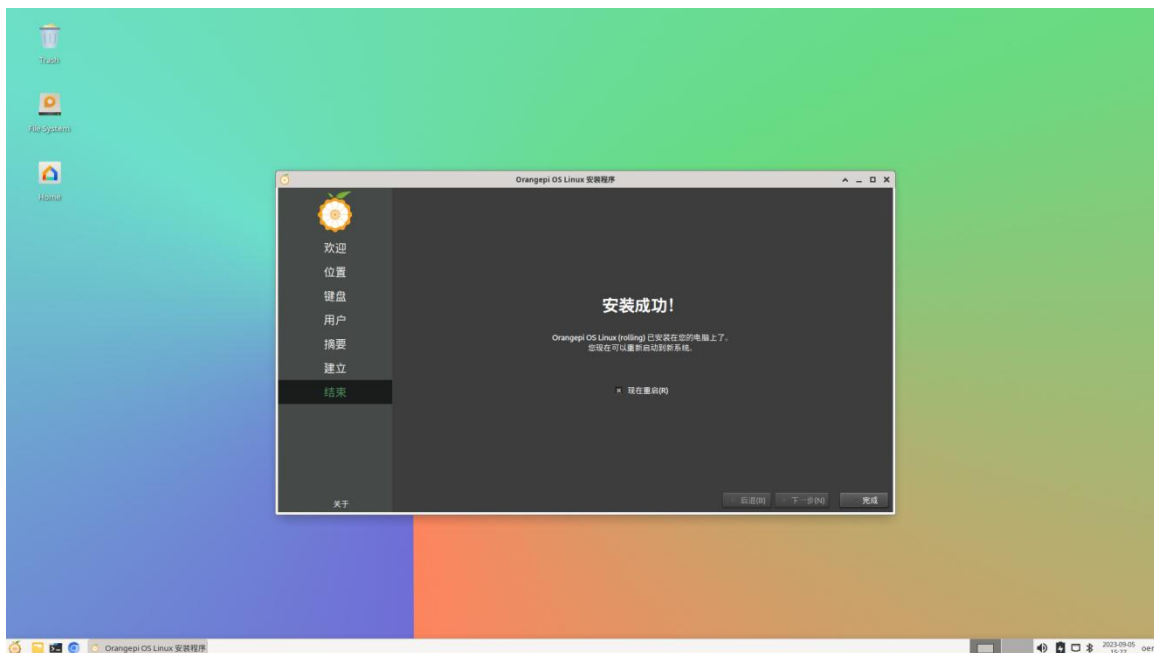 Trash
File System
Home
Orangepi OS Linux 安装程序
欢迎
位置
键盘
用户
摘要
建立
结束
关于
安装成功!
Orangepi OS Linux (rolling) 已安装在您的电脑上了。
您现在可以重新启动到新系统。
现在重启(R)
后退(B)
下一步(N)
完成
Orangepi OS Linux 安装程序
2023-09-05
15:27